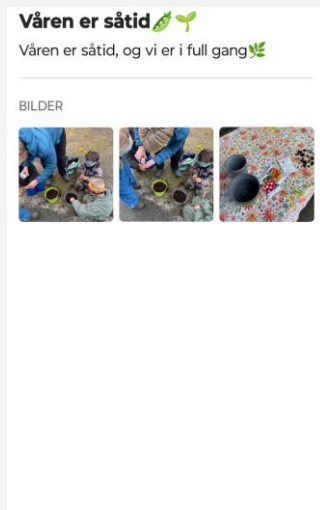 Våren er såtid🫛🌱
Våren er såtid, og vi er i full gang🌿
BILDER